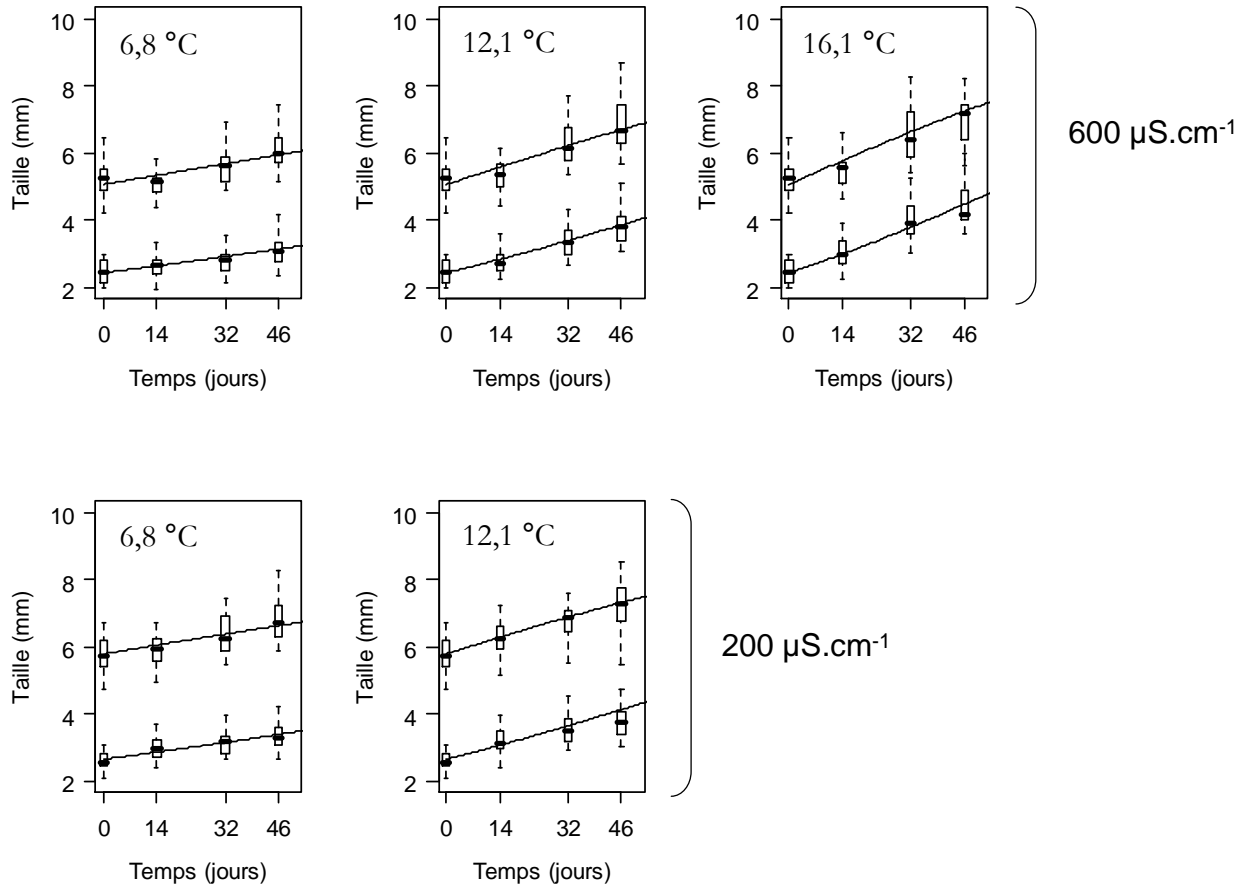 6,8 °C
12,1 °C
16,1 °C
10
8
6
4
2
Taille (mm)
0 14 32 46
Temps (jours)
10
8
6
4
2
Taille (mm)
0 14 32 46
Temps (jours)
10
8
6
4
2
Taille (mm)
0 14 32 46
Temps (jours)
600 µS.cm-1
6,8 °C
12,1 °C
10
8
6
4
2
Taille (mm)
0 14 32 46
Temps (jours)
10
8
6
4
2
Taille (mm)
0 14 32 46
Temps (jours)
200 µS.cm-1